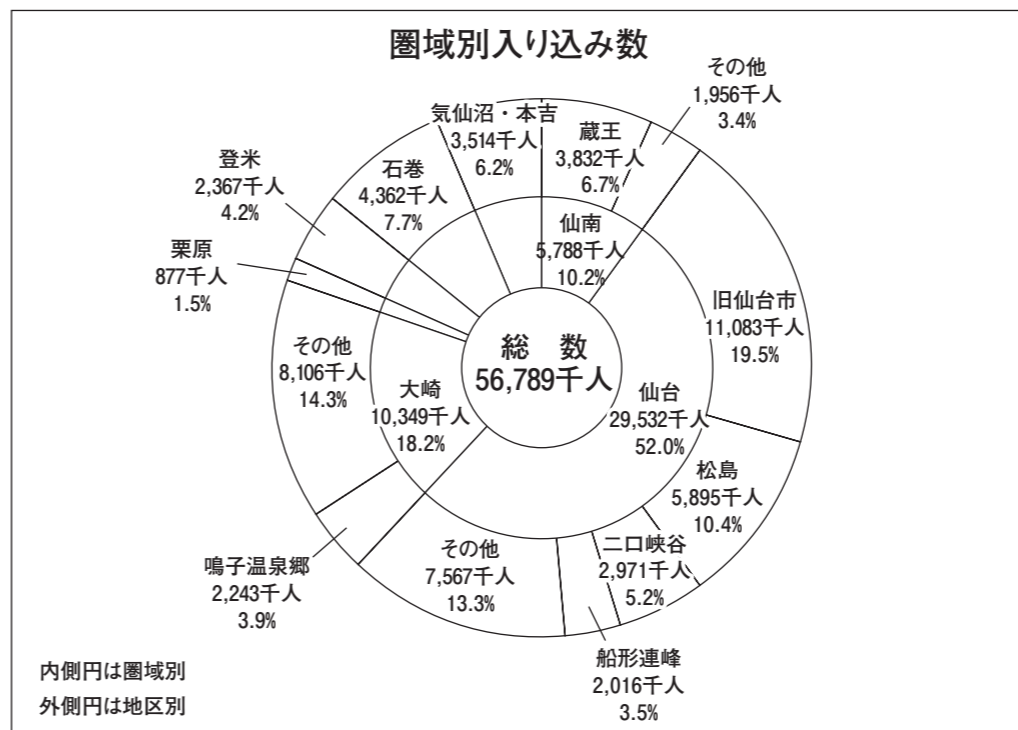 圏域別入り込み数
その他
1,956千人
3.4%
気仙沼・本吉
3,514千人
6.2%
蔵王
3,832千人
6.7%
石巻
4,362千人
7.7%
登米
2,367千人
4.2%
栗原
877千人
1.5%
仙南
5,788千人
10.2%
旧仙台市
11,083千人
19.5%
その他
8,106千人
14.3%
大崎
10,349千人
18.2%
総 数
56,789千人
仙台
29,532千人
52.0%
松島
5,895千人
10.4%
二口峡谷
2,971千人
5.2%
その他
7,567千人
13.3%
鳴子温泉郷
2,243千人
3.9%
船形連峰
2,016千人
3.5%
内側円は圏域別
外側円は地区別